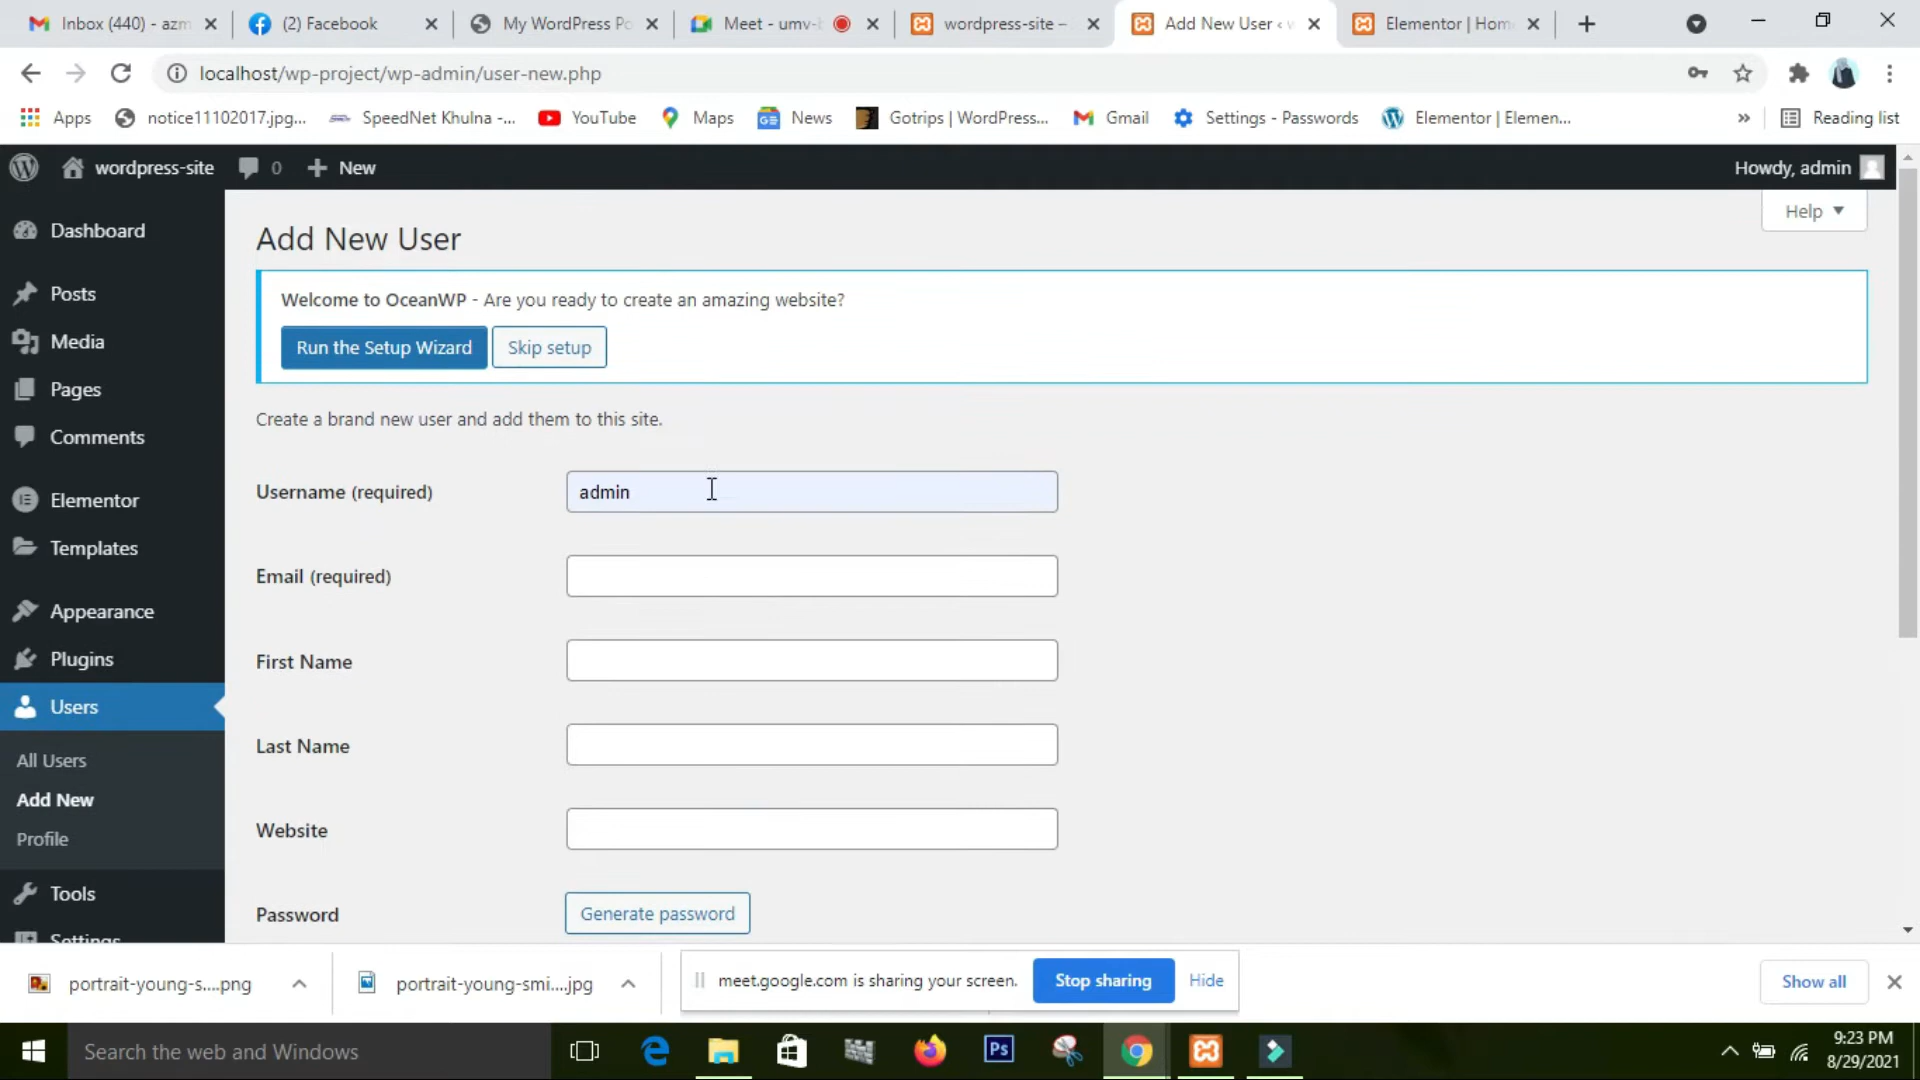 Inbox (440) - azm
(2) Facebook
My WordPress Po
Meet - umv-
wordpress-site –
Add New User ‹ w
Elementor | Hom
localhost/wp-project/wp-admin/user-new.php
Apps
notice11102017.jpg...
SpeedNet Khulna -...
YouTube
Maps
News
Gotrips | WordPress...
Gmail
Settings - Passwords
Elementor | Elemen...
»
Reading list
wordpress-site
0
New
Howdy, admin
Help
Dashboard
Posts
Media
Pages
Comments
Elementor
Templates
Appearance
Plugins
Users
All Users
Add New
Profile
Tools
Settings
Add New User
Welcome to OceanWP - Are you ready to create an amazing website?
Run the Setup Wizard
Skip setup
Create a brand new user and add them to this site.
Username (required)
admin
Email (required)
First Name
Last Name
Website
Password
Generate password
portrait-young-s....png
portrait-young-smi....jpg
meet.google.com is sharing your screen.
Stop sharing
Hide
Show all
Search the web and Windows
Ps
9:23 PM
8/29/2021